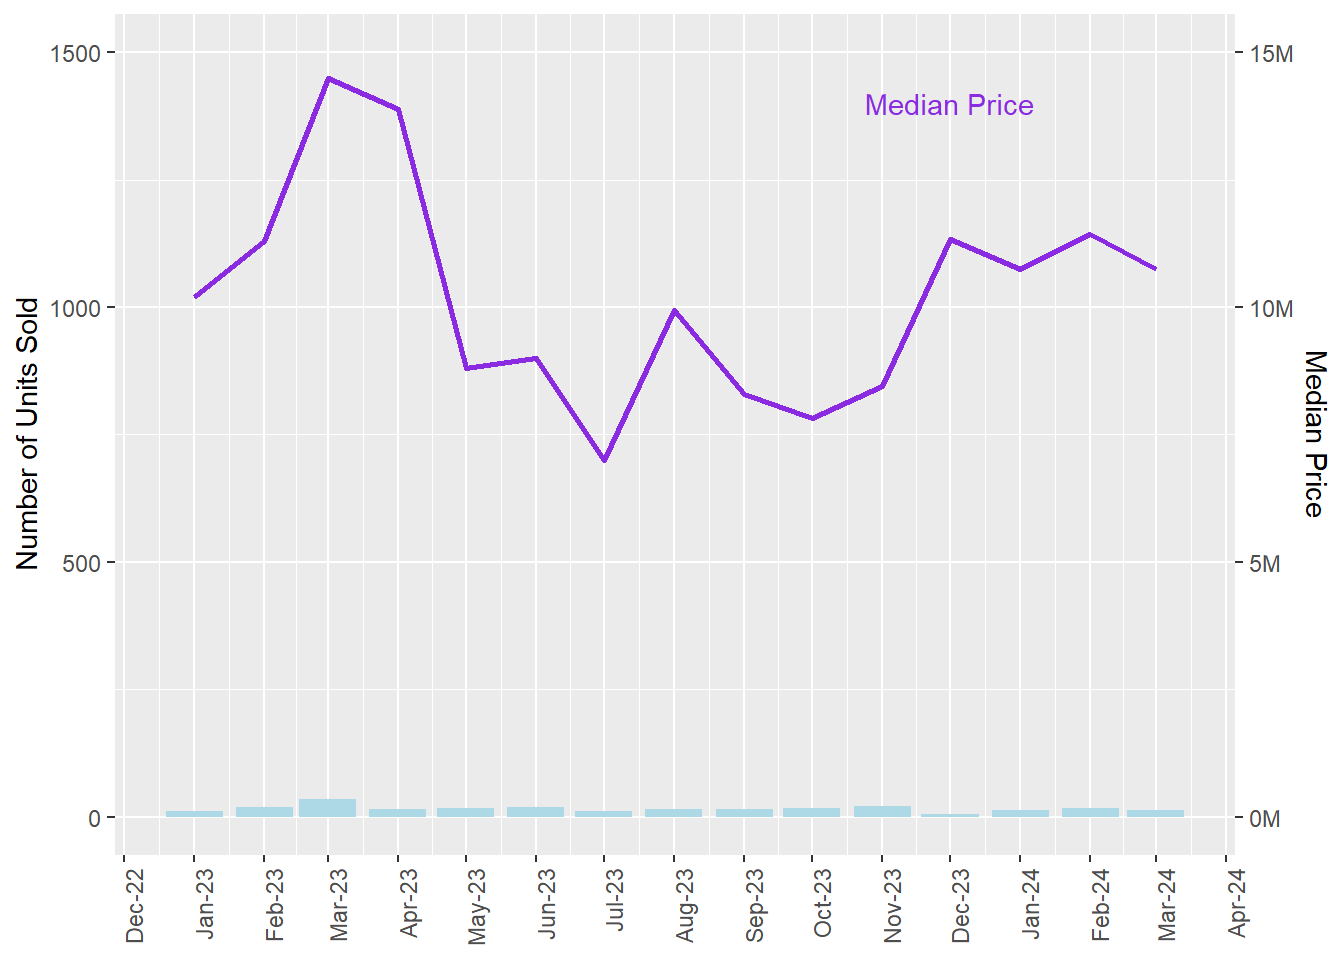 1500
1000
500
0
Number of Units Sold
Median Price
15M
10M
5M
0M
Median Price
Dec-22
Jan-23
Feb-23
Mar-23
Apr-23
May-23
Jun-23
Jul-23
Aug-23
Sep-23
Oct-23
Nov-23
Dec-23
Jan-24
Feb-24
Mar-24
Apr-24